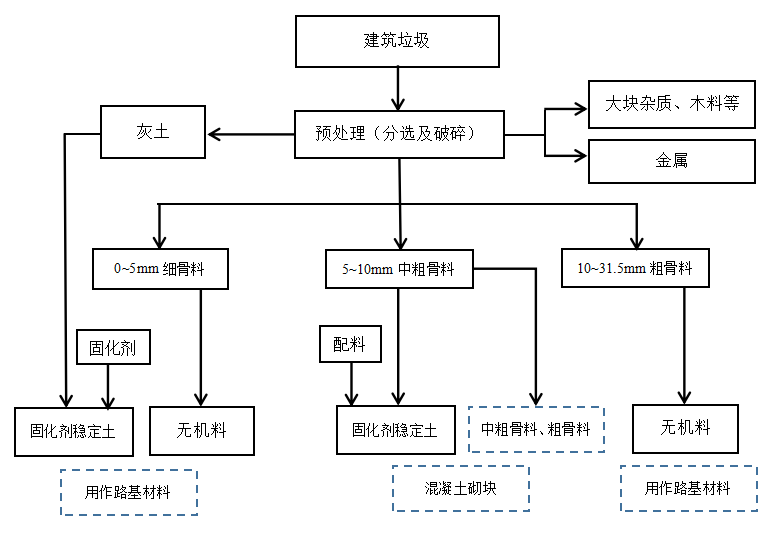 建筑垃圾
大块杂质、木料等
灰土
预处理（分选及破碎）
金属
0~5mm 细骨料
5~10mm 中粗骨料
10~31.5mm 粗骨料
固化剂
配料
固化剂稳定土
无机料
固化剂稳定土
中粗骨料、粗骨料
无机料
用作路基材料
混凝土砌块
用作路基材料